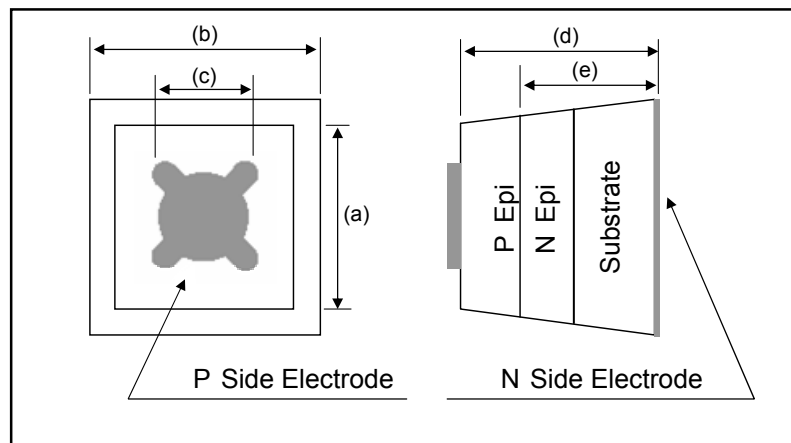 (b)
(c)
(a)
P Side Electrode
(d)
(e)
P Epi
N Epi
Substrate
N Side Electrode